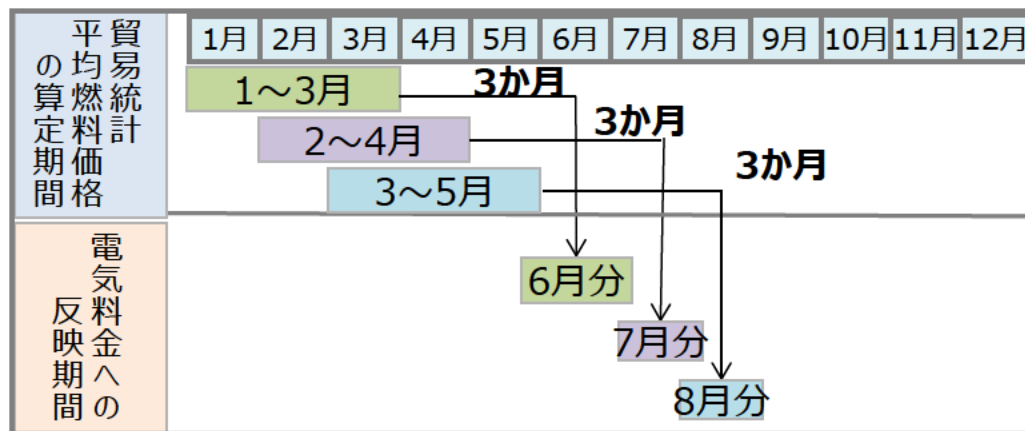 貿易統計
平均燃料価格
の算定期間
1月 2月 3月 4月 5月 6月 7月 8月 9月 10月 11月 12月
1～3月
3か月
2～4月
3か月
3～5月
3か月
電気料金への
反映期間
6月分
7月分
8月分